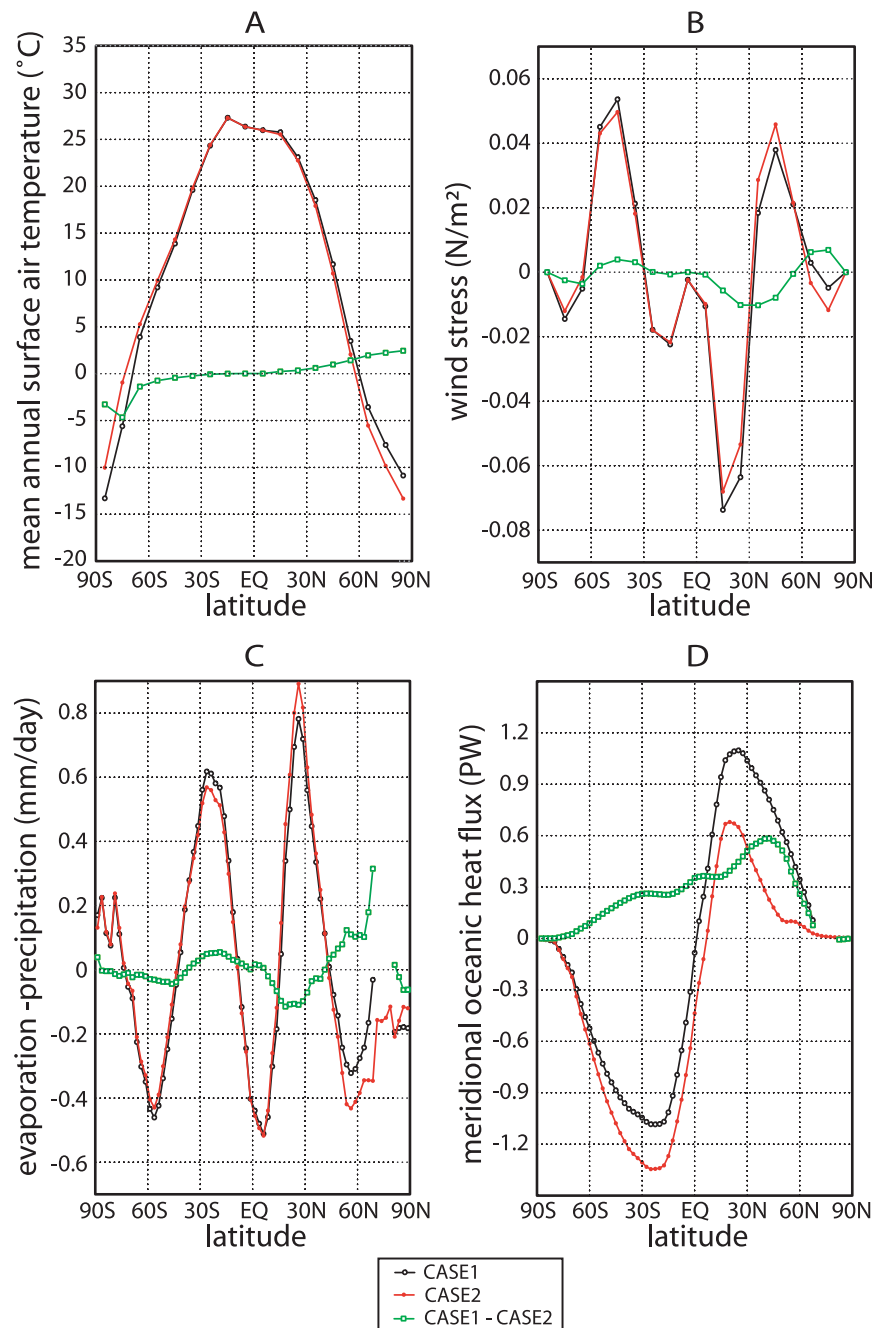 A
mean annual surface air temperature (˚C)
35
30
25
20
15
10
5
0
-5
-10
-15
-20
90S 60S 30S EQ 30N 60N 90N
latitude
B
wind stress (N/m²)
0.06
0.04
0.02
0
-0.02
-0.04
-0.06
-0.08
90S 60S 30S EQ 30N 60N 90N
latitude
C
evaporation -precipitation (mm/day)
0.8
0.6
0.4
0.2
0
-0.2
-0.4
-0.6
90S 60S 30S EQ 30N 60N 90N
latitude
D
meridional oceanic heat flux (PW)
1.2
0.9
0.6
0.3
0
-0.3
-0.6
-0.9
-1.2
90S 60S 30S EQ 30N 60N 90N
latitude
CASE1
CASE2
CASE1 - CASE2